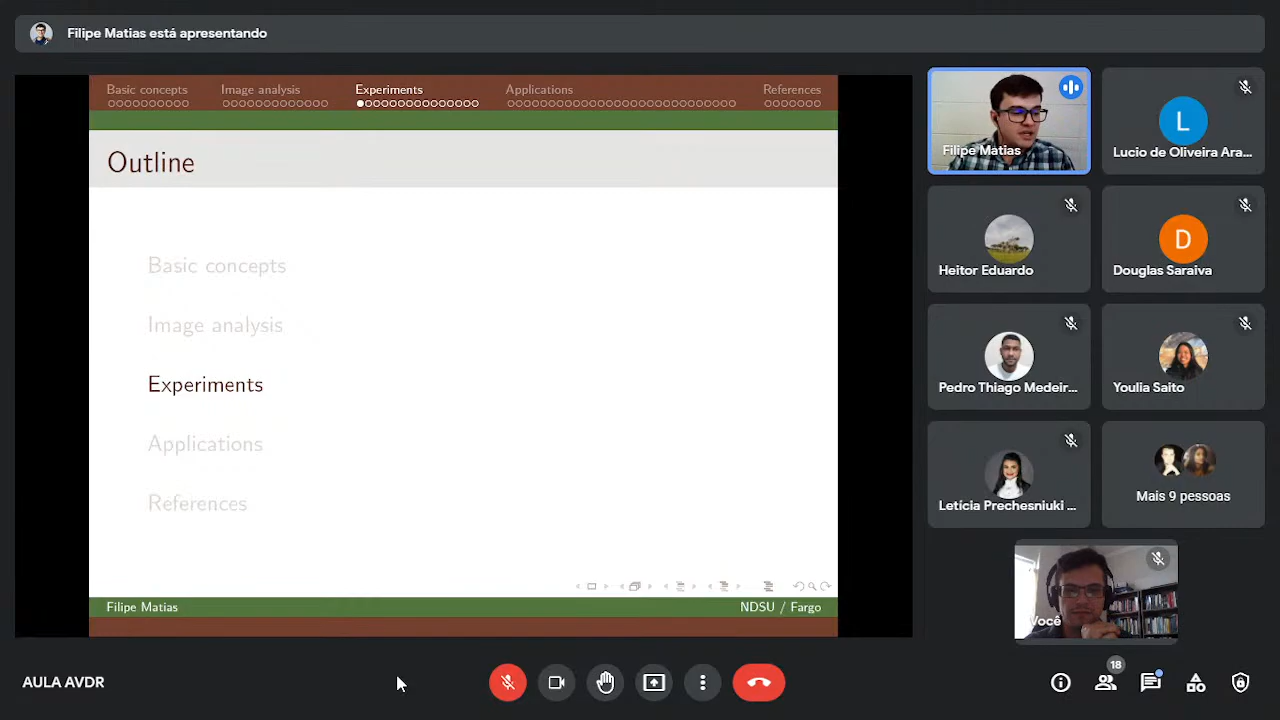 Filipe Matias está apresentando
Basic concepts
Image analysis
Experiments
Applications
References
Outline
Basic concepts
Image analysis
Experiments
Applications
References
Filipe Matias
NDSU / Fargo
Filipe Matias
L
Lucio de Oliveira Ara...
Heitor Eduardo
D
Douglas Saraiva
Pedro Thiago Medeir...
Youlia Saito
Letícia Prechesniuki ...
Mais 9 pessoas
Você
AULA AVDR
18